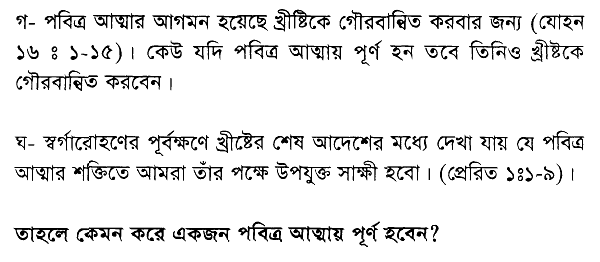 গ- পবিত্র আত্মার আগমন হয়েছে খ্রীষ্টিকে গৌরবান্বিত করবার জন্য (যোহন
১৬ ঃ ১-১৫)। কেউ যদি পবিত্র আত্মায় পূর্ণ হন তবে তিনিও খ্রীষ্টকে
গৌরবান্বিত করবেন।
ঘ- স্বর্গারোহণের পূর্বক্ষণে খ্রীষ্টের শেষ আদেশের মধ্যে দেখা যায় যে পবিত্র
আত্মার শক্তিতে আমরা তাঁর পক্ষে উপযুক্ত সাক্ষী হবো। (প্রেরিত ১ঃ১-৯)।
তাহলে কেমন করে একজন পবিত্র আত্মায় পূর্ণ হবেন?